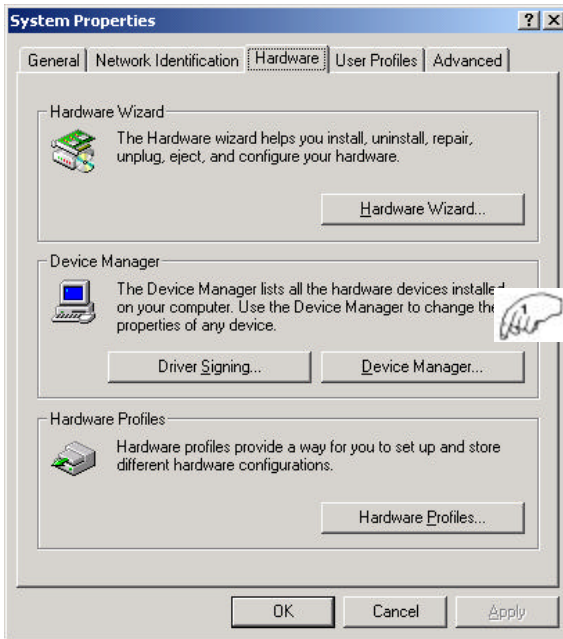 System Properties
General
Network Identification
Hardware
User Profiles
Advanced
Hardware Wizard
The Hardware wizard helps you install, uninstall, repair,
unplug, eject, and configure your hardware.
Hardware Wizard...
Device Manager
The Device Manager lists all the hardware devices installed
on your computer. Use the Device Manager to change the
properties of any device.
Driver Signing...
Device Manager...
1
Hardware Profiles
Hardware profiles provide a way for you to set up and store
different hardware configurations.
Hardware Profiles...
OK
Cancel
Apply